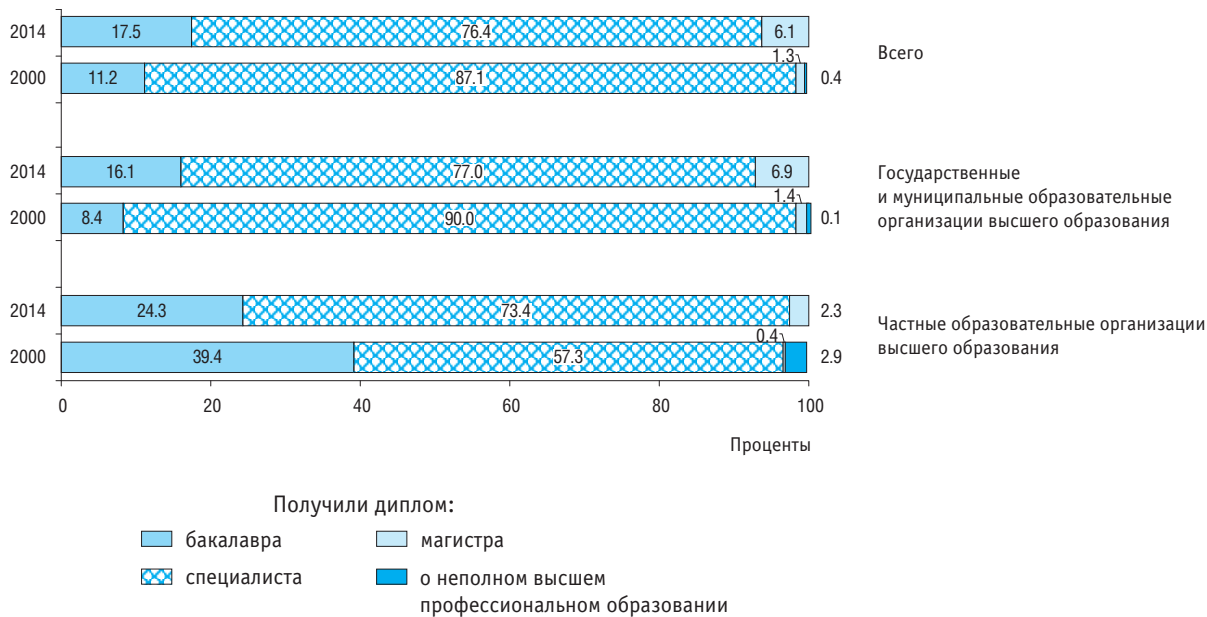 2014 17.5 76.4 6.1
1.3
Всего
2000 11.2 87.1 0.4
2014 16.1 77.0 6.9
Государственные
1.4
и муниципальные образовательные
2000 8.4 90.0 0.1
организации высшего образования
2014 24.3 73.4 2.3
Частные образовательные организации
0.4
высшего образования
2000 39.4 57.3 2.9
0 20 40 60 80 100
Проценты
Получили диплом:
бакалавра
магистра
специалиста
о неполном высшем
профессиональном образовании